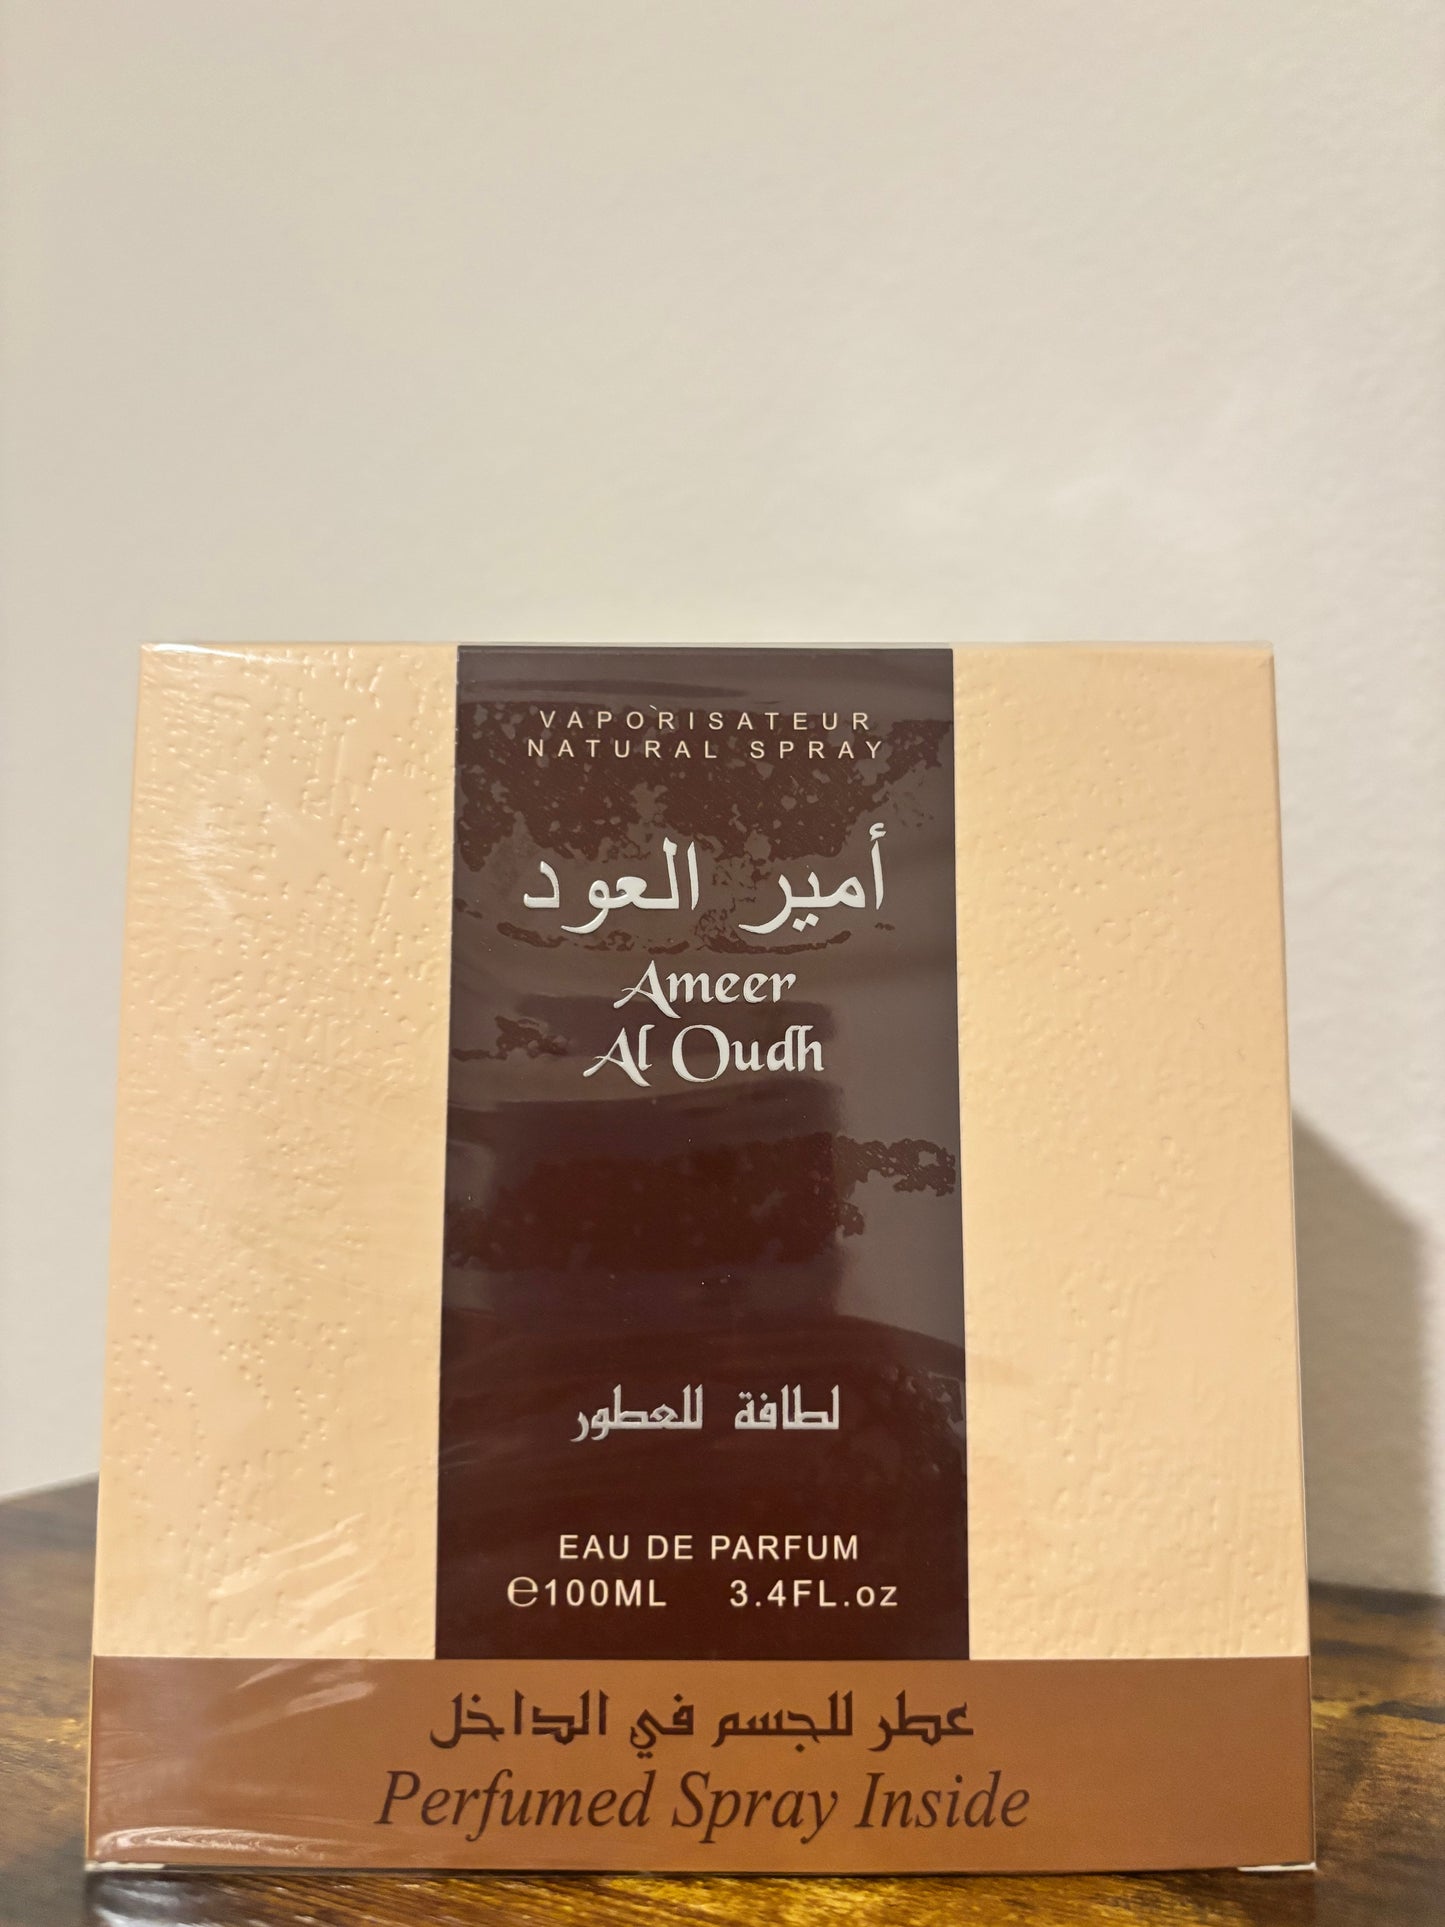 VAPORISATEUR
NATURAL SPRAY
أمير العود
Ameer
Al Oudh
لطافة للعطور
EAU DE PARFUM
℮100ML 3.4FL.oz
عطر للجسم في الداخل
Perfumed Spray Inside